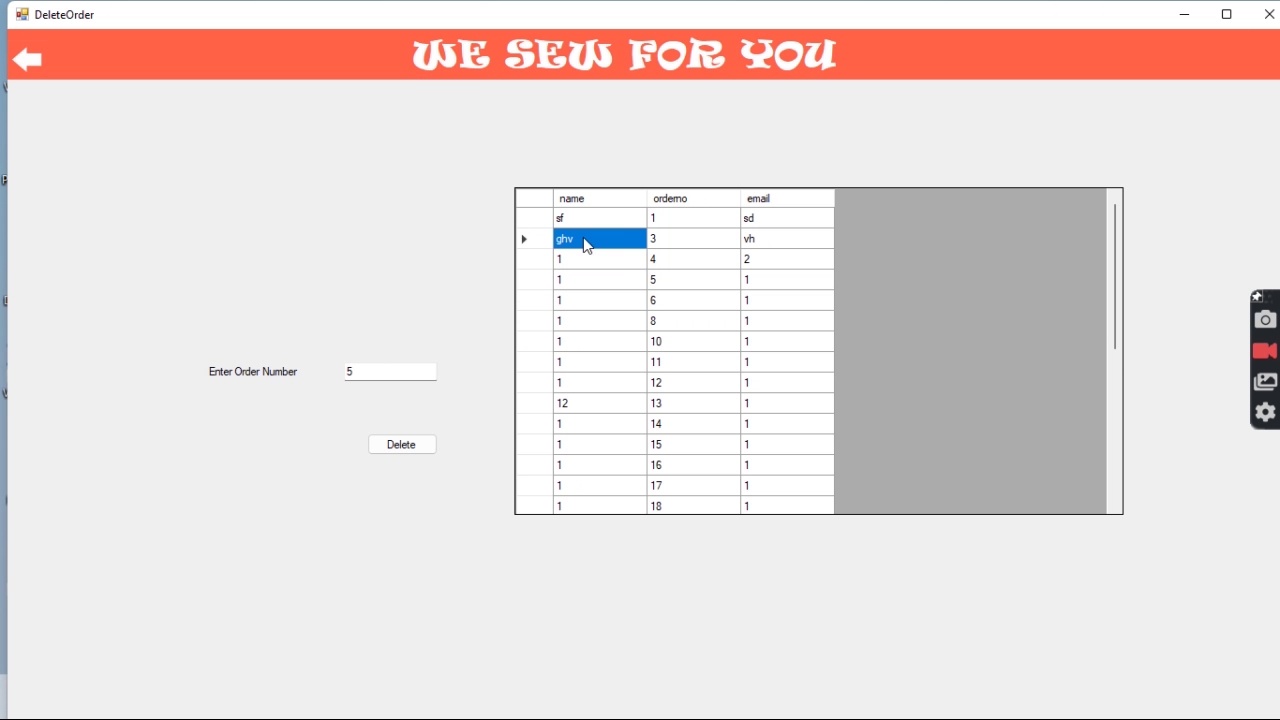 DeleteOrder
WE SEW FOR YOU
name orderno email
sf 1 sd
ghv 3 vh
1 4 2
1 5 1
1 6 1
1 8 1
1 10 1
1 11 1
1 12 1
12 13 1
1 14 1
1 15 1
1 16 1
1 17 1
1 18 1
Enter Order Number 5
Delete